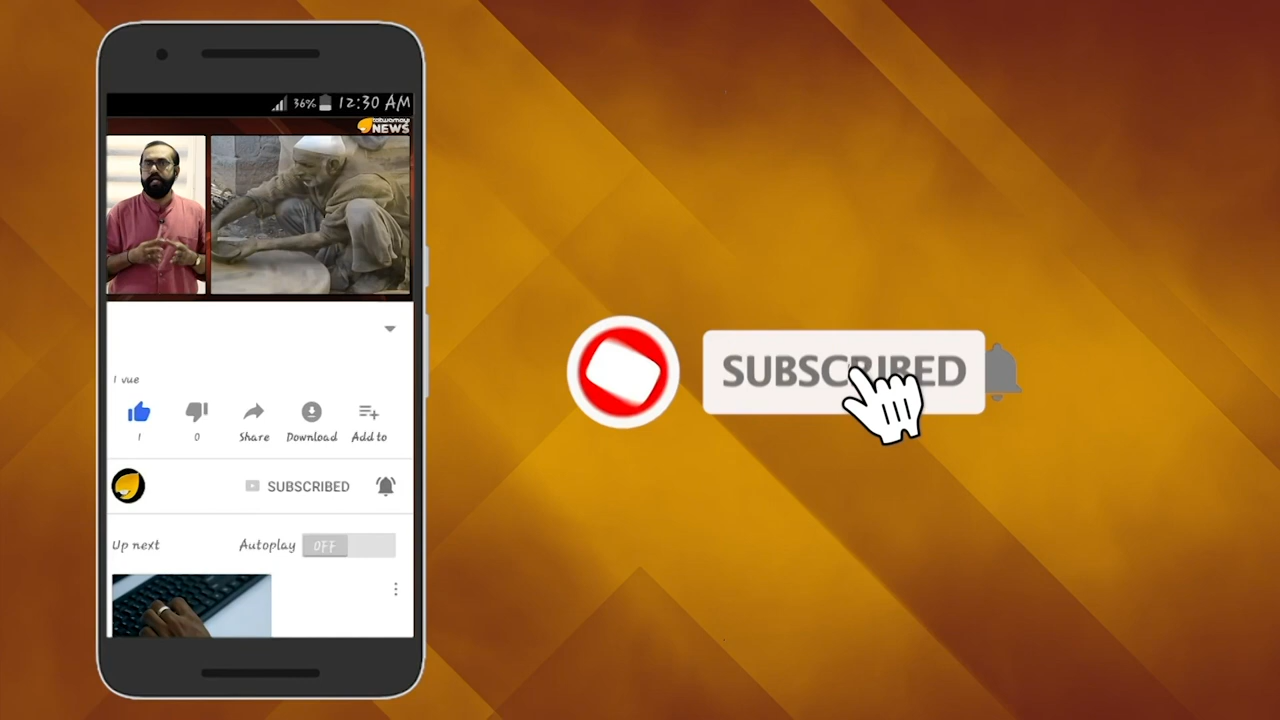 36% 12:30 AM
tatwamayi
NEWS
1 vue
1
0
Share
Download
Add to
SUBSCRIBED
Up next
Autoplay
OFF
SUBSCRIBED